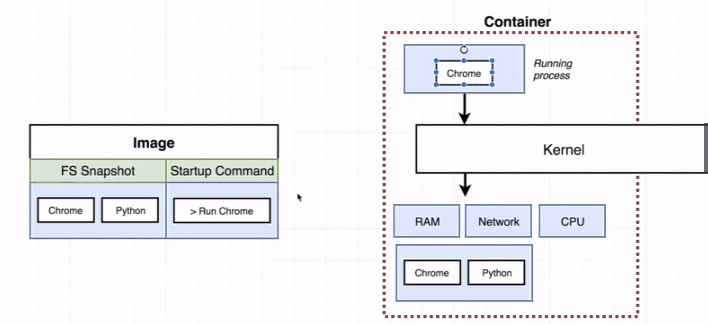 Container
Chrome
Running
process
Image
FS Snapshot
Startup Command
Chrome
Python
> Run Chrome
Kernel
RAM
Network
CPU
Chrome
Python